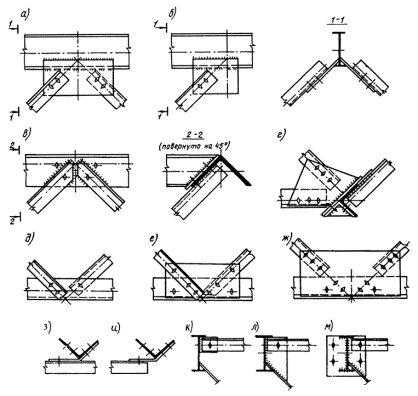 а)
1
1
б)
1
1
1-1
в)
2
2
2-2
(повернуто на 45°)
г)
д)
е)
ж)
з)
и)
к)
л)
м)